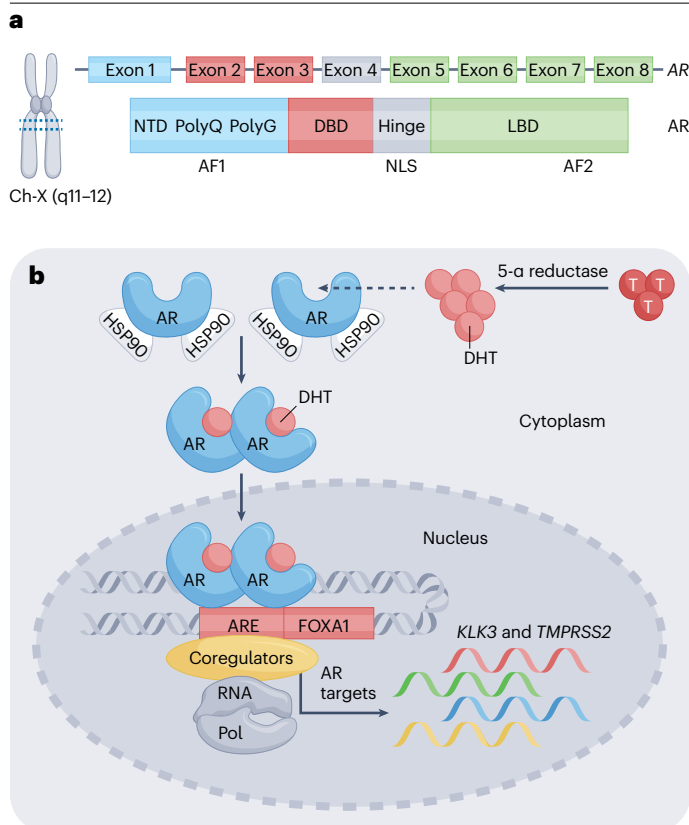 a
Exon 1 Exon 2 Exon 3 Exon 4 Exon 5 Exon 6 Exon 7 Exon 8 AR
NTD PolyQ PolyG DBD Hinge LBD AR
AF1 NLS AF2
Ch-X (q11–12)
b
5-α reductase
AR AR T T
T
HSP90 HSP90 HSP90 HSP90
DHT
DHT
Cytoplasm
AR AR
Nucleus
AR AR
ARE FOXA1
KLK3 and TMPRSS2
Coregulators
AR
targets
RNA
Pol